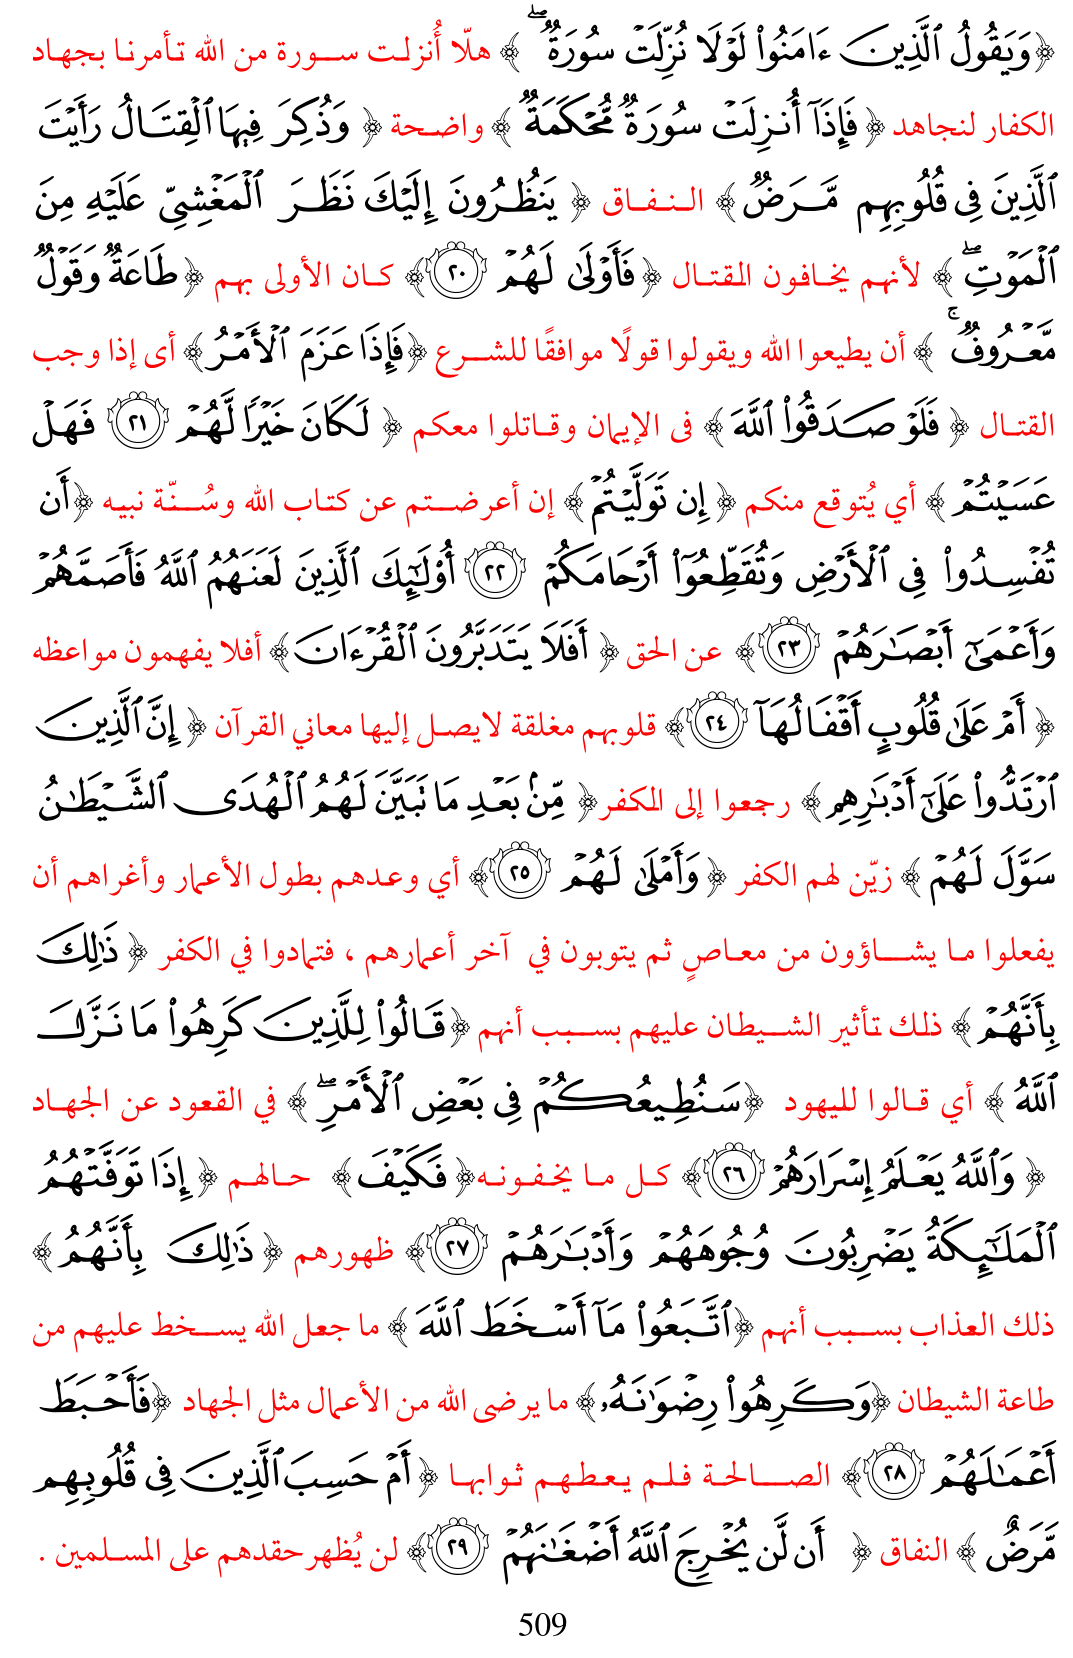 ﴿وَيَقُولُ ٱلَّذِينَ ءَامَنُوا۟ لَوْلَا نُزِّلَتْ سُورَةٌ ۖ ﴾ هلّا أُنزلت سورة من الله تأمرنا بجهاد
الكفار لنجاهد ﴿ فَإِذَآ أُنزِلَتْ سُورَةٌ مُّحْكَمَةٌ ﴾ واضحة ﴿ وَذُكِرَ فِيهَا ٱلْقِتَالُ رَأَيْتَ
ٱلَّذِينَ فِى قُلُوبِهِم مَّرَضٌ ﴾ النفاق ﴿ يَنظُرُونَ إِلَيْكَ نَظَرَ ٱلْمَغْشِىِّ عَلَيْهِ مِنَ
ٱلْمَوْتِ ۖ ﴾ لأنهم يخافون المقتال ﴿ فَأَوْلَىٰ لَهُمْ ٢٠ ﴾ كان الأولى بهم ﴿ طَاعَةٌ وَقَوْلٌ
مَّعْرُوفٌ ۚ ﴾ أن يطيعوا الله ويقولوا قولًا موافقًا للشرع ﴿فَإِذَا عَزَمَ ٱلْأَمْرُ ﴾ أى إذا وجب
القتال ﴿ فَلَوْ صَدَقُوا۟ ٱللَّهَ ﴾ فى الإيمان وقاتلوا معكم ﴿ لَكَانَ خَيْرًا لَّهُمْ ٢١ فَهَلْ
عَسَيْتُمْ ﴾ أي يُتوقع منكم ﴿ إِن تَوَلَّيْتُمْ ﴾ إن أعرضتم عن كتاب الله وسُنّة نبيه ﴿أَن
تُفْسِدُوا۟ فِى ٱلْأَرْضِ وَتُقَطِّعُوٓا۟ أَرْحَامَكُمْ ٢٢ أُو۟لَـٰٓئِكَ ٱلَّذِينَ لَعَنَهُمُ ٱللَّهُ فَأَصَمَّهُمْ
وَأَعْمَىٰٓ أَبْصَـٰرَهُمْ ٢٣ ﴾ عن الحق ﴿ أَفَلَا يَتَدَبَّرُونَ ٱلْقُرْءَانَ ﴾ أفلا يفهمون مواعظه
﴿ أَمْ عَلَىٰ قُلُوبٍ أَقْفَالُهَآ ٢٤ ﴾ قلوبهم مغلقة لايصل إليها معاني القرآن ﴿ إِنَّ ٱلَّذِينَ
ٱرْتَدُّوا۟ عَلَىٰٓ أَدْبَـٰرِهِم ﴾ رجعوا إلى المكفر ﴿ مِّنۢ بَعْدِ مَا تَبَيَّنَ لَهُمُ ٱلْهُدَى ٱلشَّيْطَـٰنُ
سَوَّلَ لَهُمْ ﴾ زيّن لهم الكفر ﴿ وَأَمْلَىٰ لَهُمْ ٢٥ ﴾ أي وعدهم بطول الأعمار وأغراهم أن
يفعلوا ما يشاؤون من معاصٍ ثم يتوبون في آخر أعمارهم ، فتمادوا في الكفر ﴿ ذَٰلِكَ
بِأَنَّهُمْ ﴾ ذلك تأثير الشيطان عليهم بسبب أنهم ﴿ قَالُوا۟ لِلَّذِينَ كَرِهُوا۟ مَا نَزَّلَ
ٱللَّهُ ﴾ أي قالوا لليهود ﴿سَنُطِيعُكُمْ فِى بَعْضِ ٱلْأَمْرِ ۖ ﴾ في القعود عن الجهاد
﴿ وَٱللَّهُ يَعْلَمُ إِسْرَارَهُمْ ٢٦ ﴾ كل ما يخفونه ﴿ فَكَيْفَ ﴾ حالهم ﴿ إِذَا تَوَفَّتْهُمُ
ٱلْمَلَـٰٓئِكَةُ يَضْرِبُونَ وُجُوهَهُمْ وَأَدْبَـٰرَهُمْ ٢٧ ﴾ ظهورهم ﴿ ذَٰلِكَ بِأَنَّهُمُ ﴾
ذلك العذاب بسبب أنهم ﴿ٱتَّبَعُوا۟ مَآ أَسْخَطَ ٱللَّهَ ﴾ ما جعل الله يسخط عليهم من
طاعة الشيطان ﴿وَكَرِهُوا۟ رِضْوَٰنَهُۥ ﴾ ما يرضى الله من الأعمال مثل الجهاد ﴿فَأَحْبَطَ
أَعْمَـٰلَهُمْ ٢٨ ﴾ الصالحة فلم يعطهم ثوابها ﴿ أَمْ حَسِبَ ٱلَّذِينَ فِى قُلُوبِهِم
مَّرَضٌ ﴾ النفاق ﴿ أَن لَّن يُخْرِجَ ٱللَّهُ أَضْغَـٰنَهُمْ ٢٩ ﴾ لن يُظهر حقدهم على المسلمين .
509